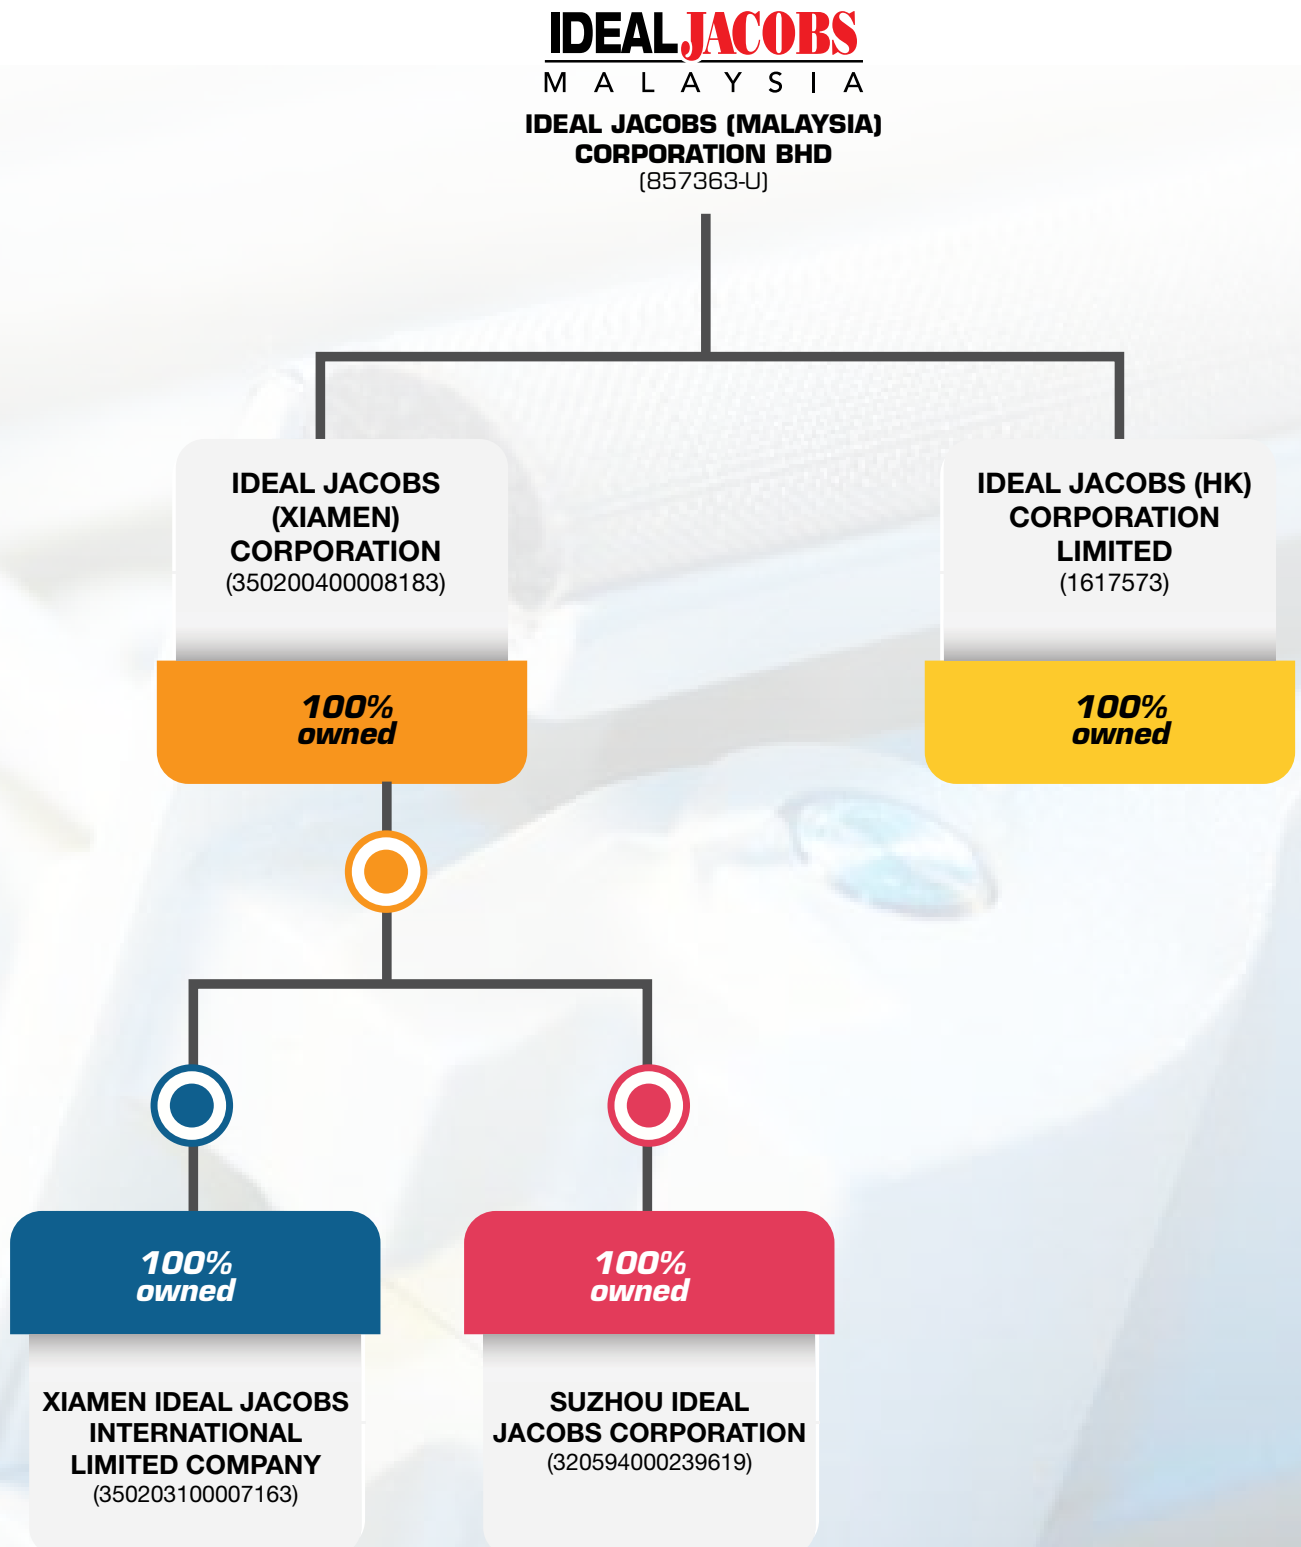 IDEAL JACOBS
MALAYSIA
IDEAL JACOBS (MALAYSIA)
CORPORATION BHD
(857363-U)
IDEAL JACOBS
(XIAMEN)
CORPORATION
(350200400008183)
100%
owned
IDEAL JACOBS (HK)
CORPORATION
LIMITED
(1617573)
100%
owned
100%
owned
XIAMEN IDEAL JACOBS
INTERNATIONAL
LIMITED COMPANY
(350203100007163)
100%
owned
SUZHOU IDEAL
JACOBS CORPORATION
(320594000239619)